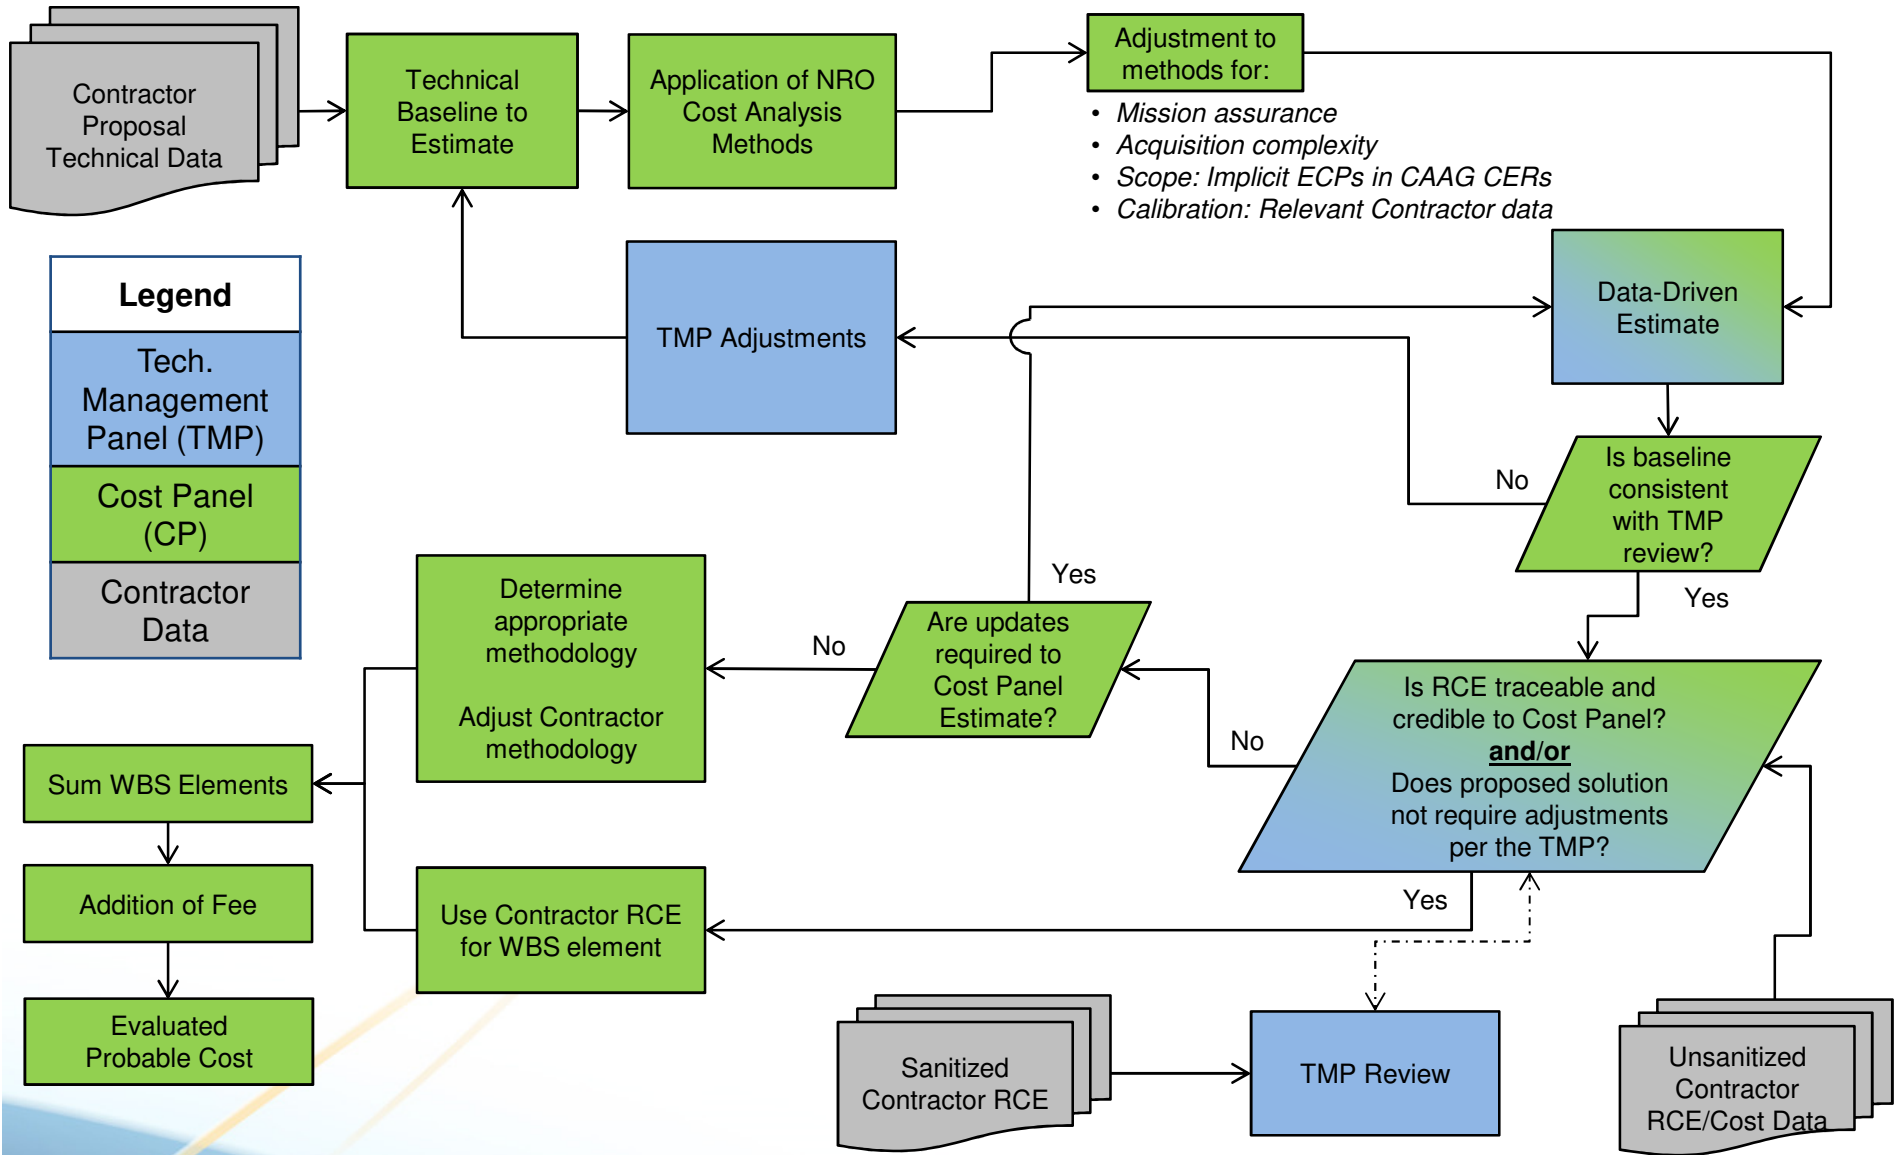 Contractor
Proposal
Technical Data
Technical
Baseline to
Estimate
Application of NRO
Cost Analysis
Methods
Adjustment to
methods for:
• Mission assurance
• Acquisition complexity
• Scope: Implicit ECPs in CAAG CERs
• Calibration: Relevant Contractor data
Legend
Tech.
Management
Panel (TMP)
Cost Panel
(CP)
Contractor
Data
TMP Adjustments
Data-Driven
Estimate
No
Is baseline
consistent
with TMP
review?
Yes
Determine
appropriate
methodology
Adjust Contractor
methodology
No
Yes
Are updates
required to
Cost Panel
Estimate?
No
Is RCE traceable and
credible to Cost Panel?
and/or
Does proposed solution
not require adjustments
per the TMP?
Yes
Sum WBS Elements
Addition of Fee
Evaluated
Probable Cost
Use Contractor RCE
for WBS element
Sanitized
Contractor RCE
TMP Review
Unsanitized
Contractor
RCE/Cost Data